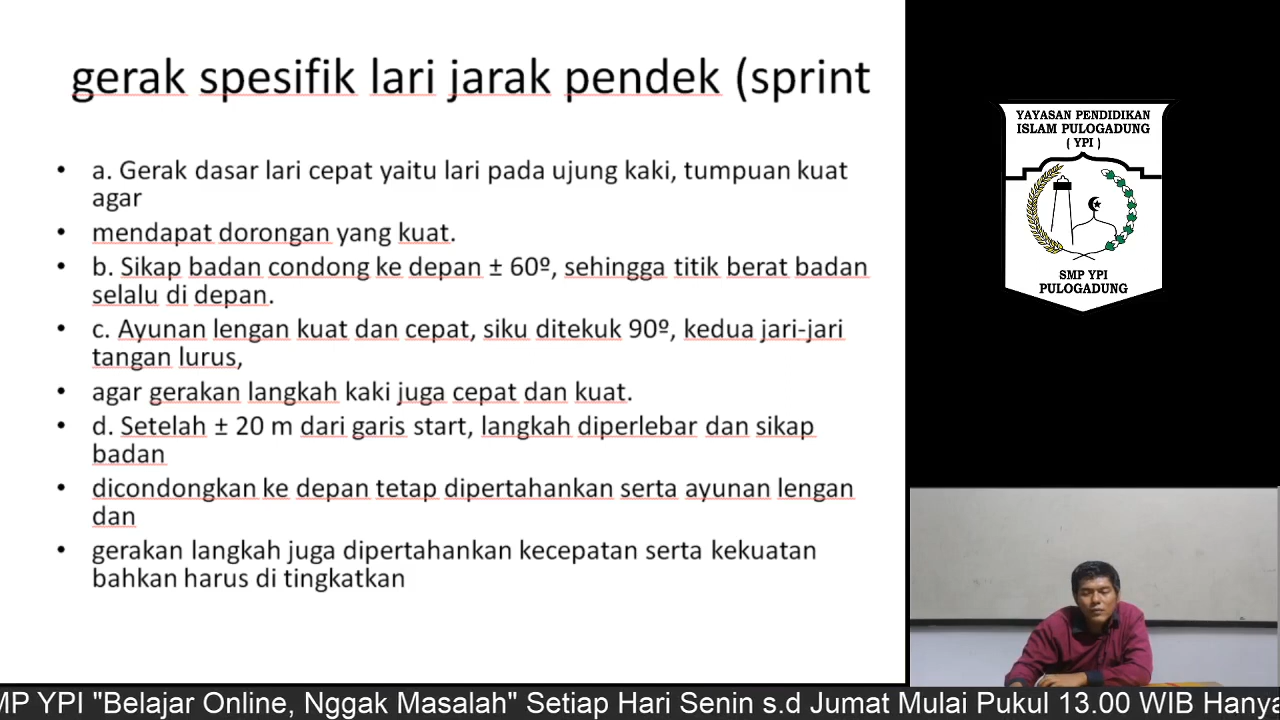 gerak spesifik lari jarak pendek (sprint
• a. Gerak dasar lari cepat yaitu lari pada ujung kaki, tumpuan kuat
agar
• mendapat dorongan yang kuat.
• b. Sikap badan condong ke depan ± 60º, sehingga titik berat badan
selalu di depan.
• c. Ayunan lengan kuat dan cepat, siku ditekuk 90º, kedua jari-jari
tangan lurus,
• agar gerakan langkah kaki juga cepat dan kuat.
• d. Setelah ± 20 m dari garis start, langkah diperlebar dan sikap
badan
• dicondongkan ke depan tetap dipertahankan serta ayunan lengan
dan
• gerakan langkah juga dipertahankan kecepatan serta kekuatan
bahkan harus di tingkatkan
YAYASAN PENDIDIKAN
ISLAM PULOGADUNG
( YPI )
SMP YPI
PULOGADUNG
MP YPI "Belajar Online, Nggak Masalah" Setiap Hari Senin s.d Jumat Mulai Pukul 13.00 WIB Hanya